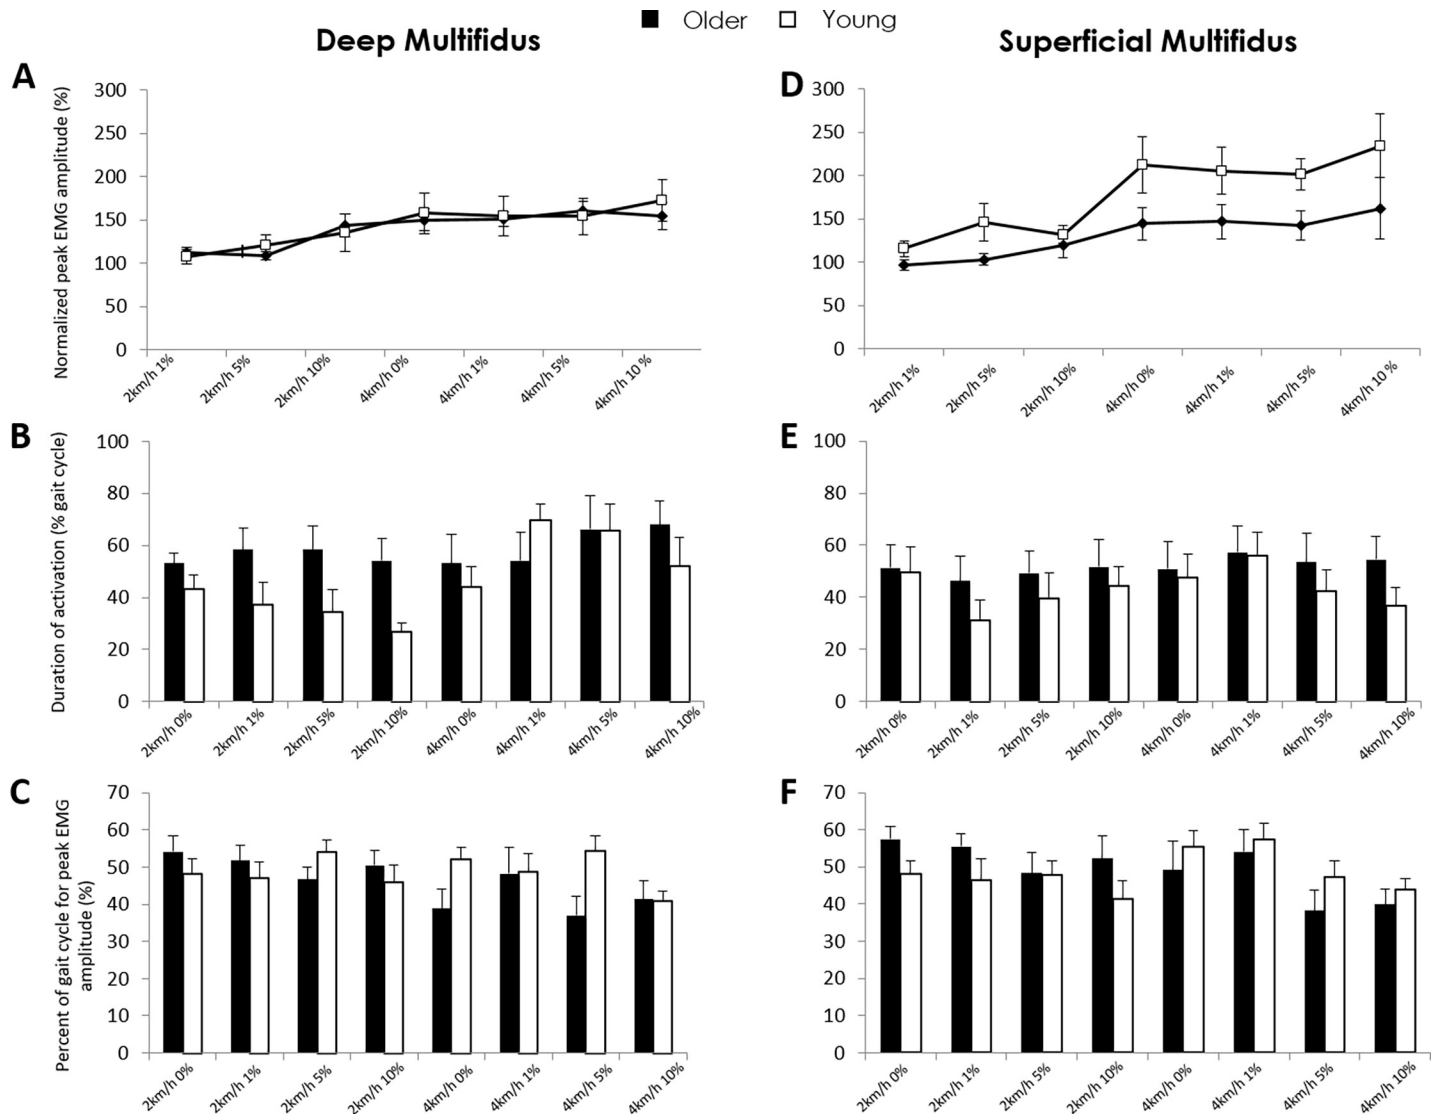 Older Young
Deep Multifidus
Superficial Multifidus
A
Normalized peak EMG amplitude (%)
300
250
200
150
100
50
0
2km/h 1%
2km/h 5%
2km/h 10%
4km/h 0%
4km/h 1%
4km/h 5%
4km/h 10 %
D
300
250
200
150
100
50
0
2km/h 1%
2km/h 5%
2km/h 10%
4km/h 0%
4km/h 1%
4km/h 5%
4km/h 10 %
B
Duration of activation (% gait cycle)
100
80
60
40
20
0
2km/h 0%
2km/h 1%
2km/h 5%
2km/h 10%
4km/h 0%
4km/h 1%
4km/h 5%
4km/h 10%
E
100
80
60
40
20
0
2km/h 0%
2km/h 1%
2km/h 5%
2km/h 10%
4km/h 0%
4km/h 1%
4km/h 5%
4km/h 10%
C
Percent of gait cycle for peak EMG
amplitude (%)
70
60
50
40
30
20
10
0
2km/h 0%
2km/h 1%
2km/h 5%
2km/h 10%
4km/h 0%
4km/h 1%
4km/h 5%
4km/h 10%
F
70
60
50
40
30
20
10
0
2km/h 0%
2km/h 1%
2km/h 5%
2km/h 10%
4km/h 0%
4km/h 1%
4km/h 5%
4km/h 10%